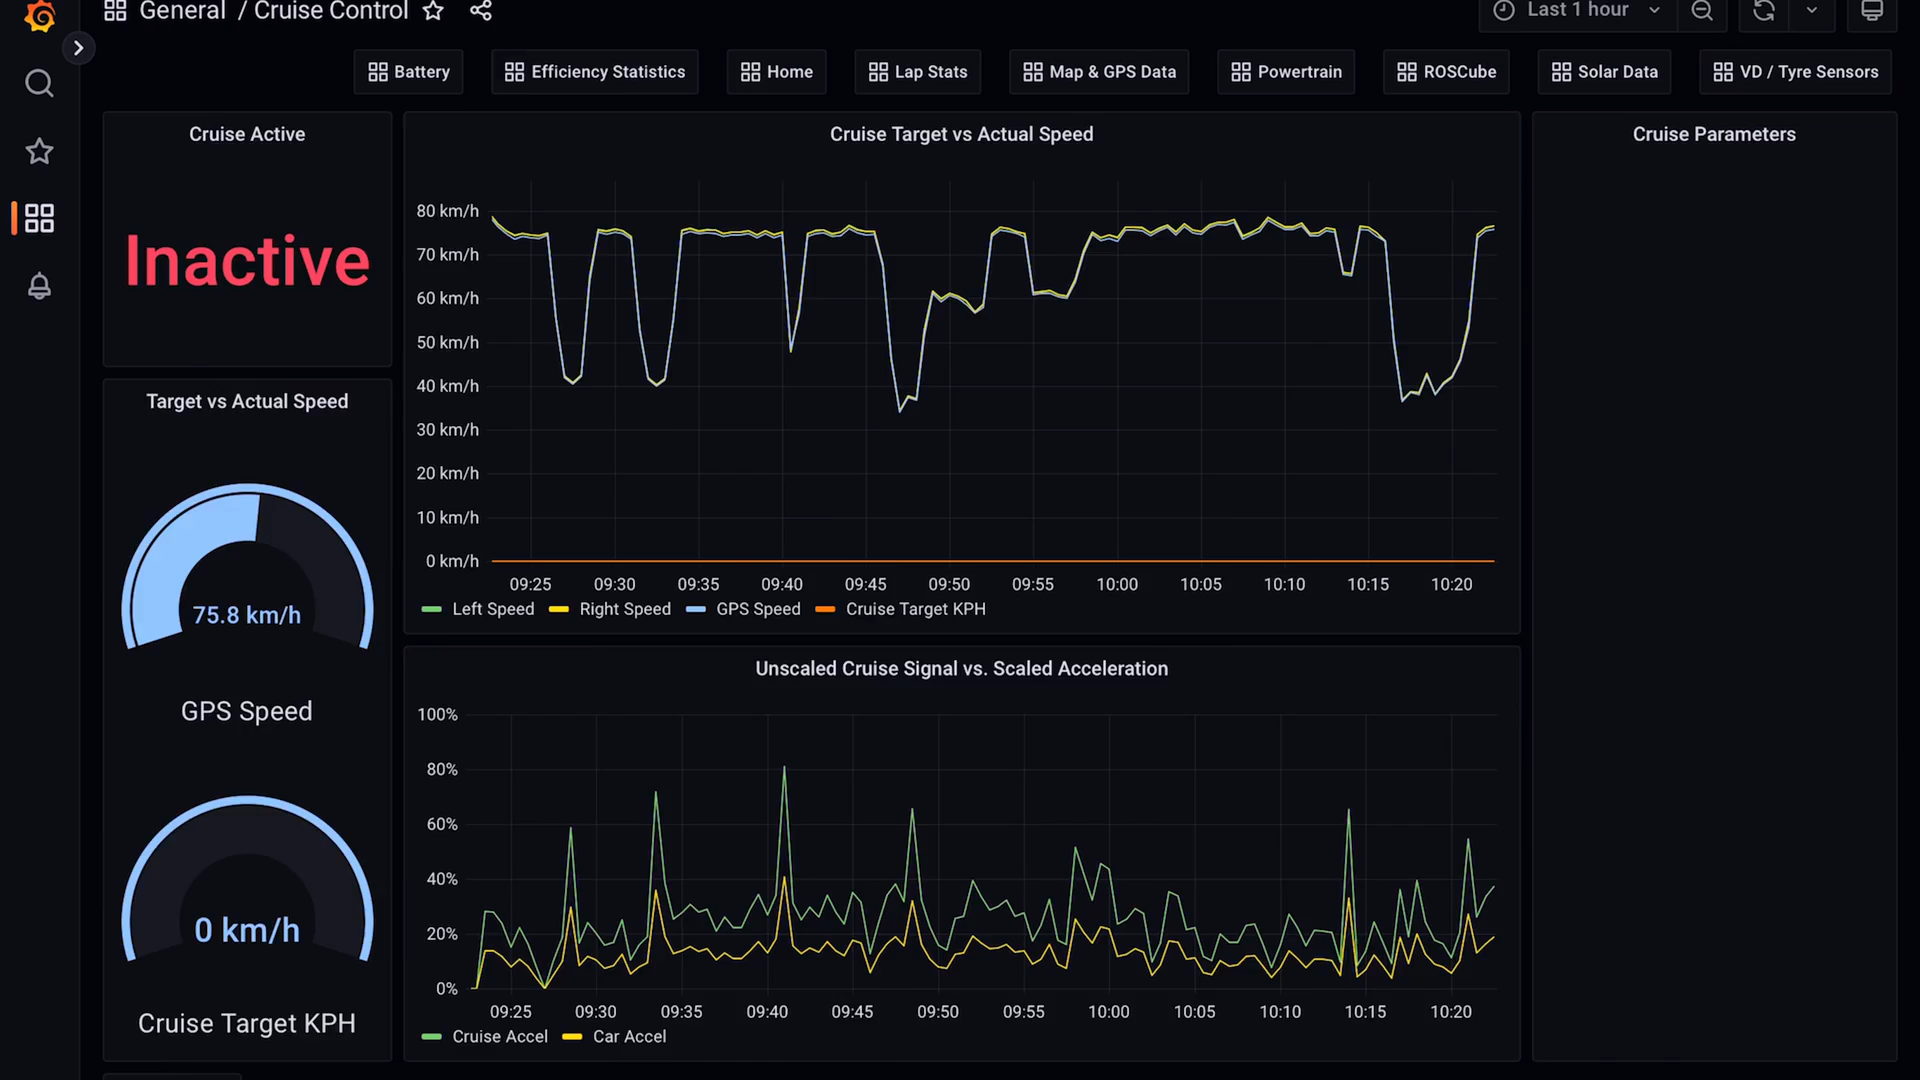 General / Cruise Control
Last 1 hour
Battery
Efficiency Statistics
Home
Lap Stats
Map & GPS Data
Powertrain
ROSCube
Solar Data
VD / Tyre Sensors
Cruise Active
Inactive
Target vs Actual Speed
75.8 km/h
GPS Speed
0 km/h
Cruise Target KPH
Cruise Target vs Actual Speed
80 km/h
70 km/h
60 km/h
50 km/h
40 km/h
30 km/h
20 km/h
10 km/h
0 km/h
09:25 09:30 09:35 09:40 09:45 09:50 09:55 10:00 10:05 10:10 10:15 10:20
Left Speed Right Speed GPS Speed Cruise Target KPH
Unscaled Cruise Signal vs. Scaled Acceleration
100%
80%
60%
40%
20%
0%
09:25 09:30 09:35 09:40 09:45 09:50 09:55 10:00 10:05 10:10 10:15 10:20
Cruise Accel Car Accel
Cruise Parameters